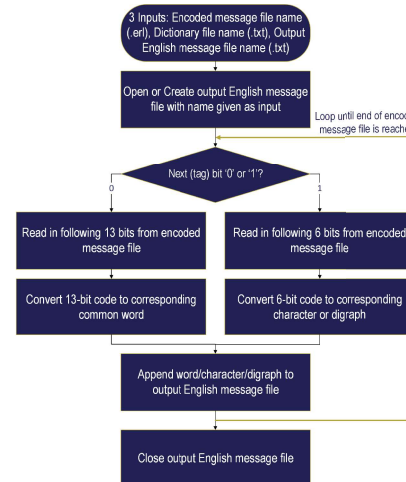 3 Inputs: Encoded message file name
(.erl), Dictionary file name (.txt), Output
English message file name (.txt)
Open or Create output English message
file with name given as input
Loop until end of encod
message file is reache
Next (tag) bit ‘0’ or ‘1’?
0
1
Read in following 13 bits from encoded
message file
Read in following 6 bits from encoded
message file
Convert 13-bit code to corresponding
common word
Convert 6-bit code to corresponding
character or digraph
Append word/character/digraph to
output English message file
Close output English message file